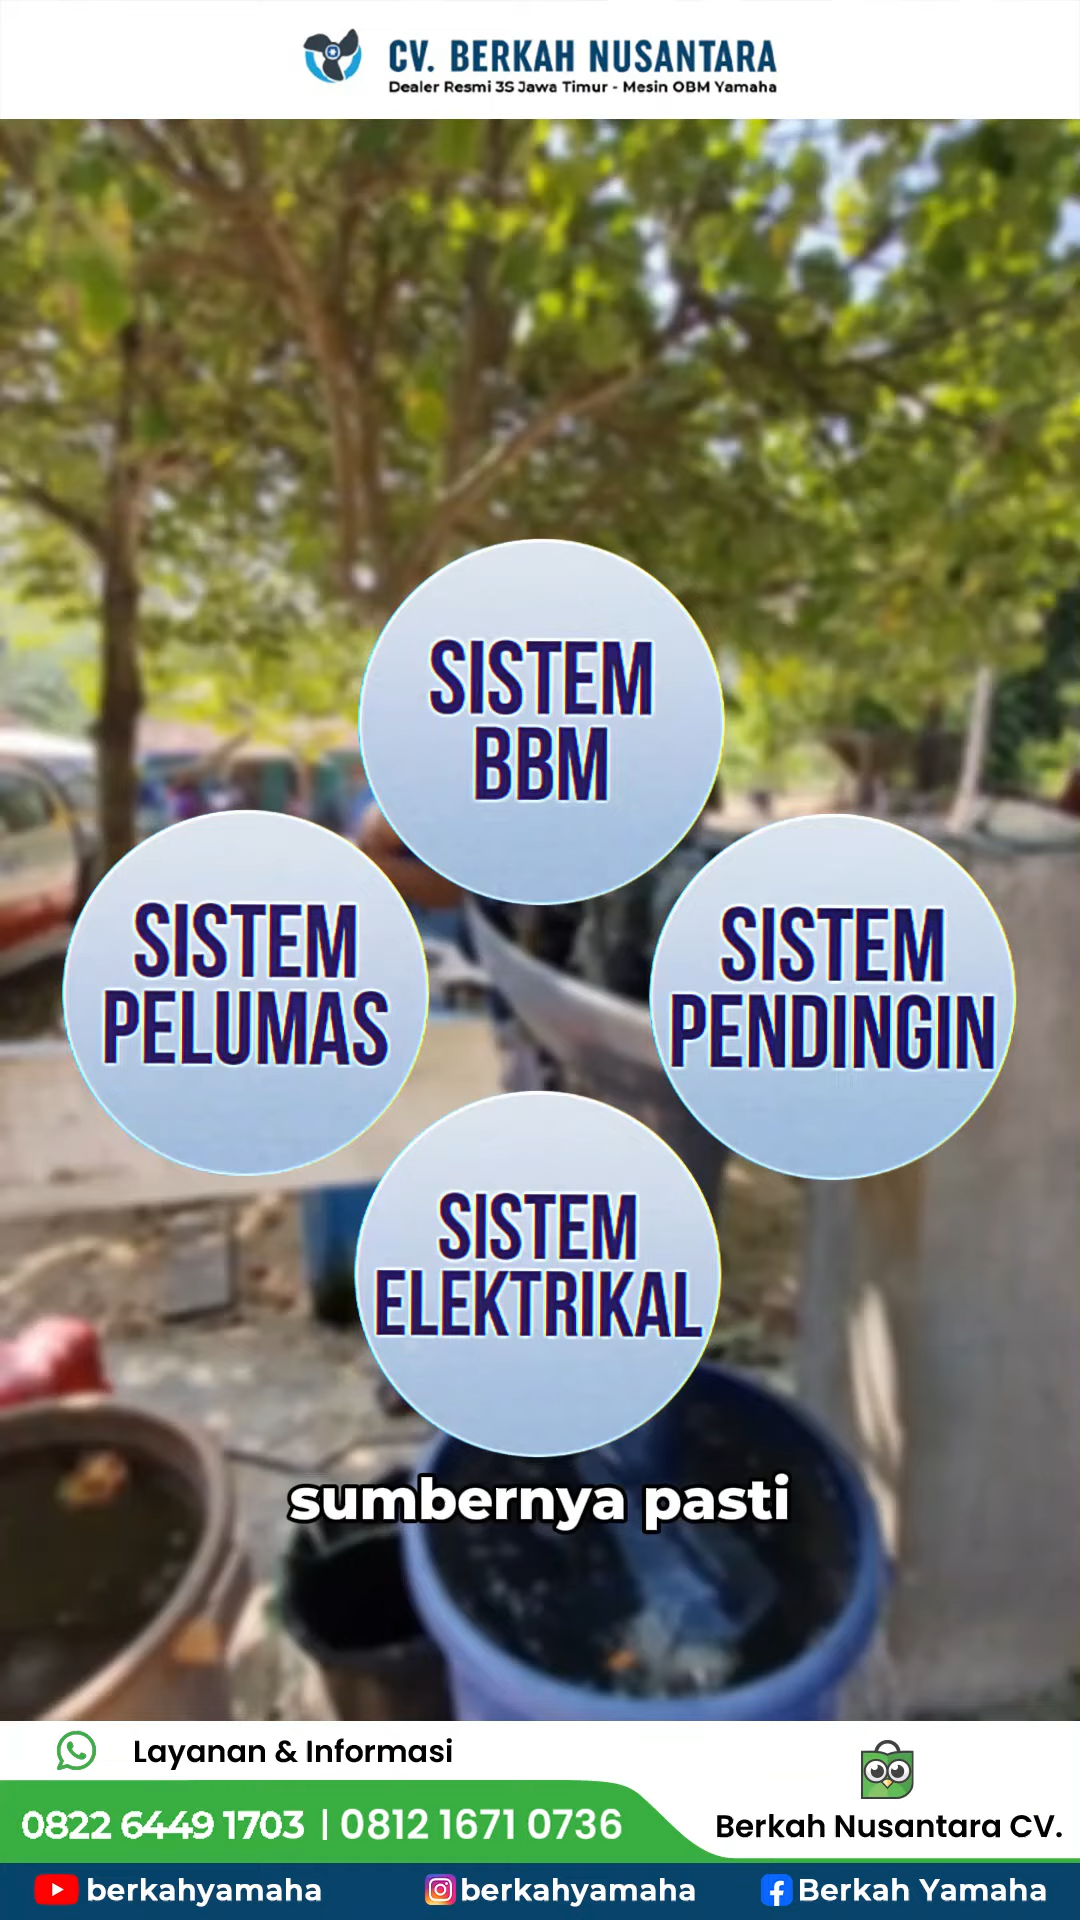 CV. BERKAH NUSANTARA
Dealer Resmi 3S Jawa Timur - Mesin OBM Yamaha
SISTEM
BBM
SISTEM
PELUMAS
SISTEM
PENDINGIN
SISTEM
ELEKTRIKAL
sumbernya pasti
Layanan & Informasi
0822 6449 1703 | 0812 1671 0736
Berkah Nusantara CV.
berkahyamaha
berkahyamaha
Berkah Yamaha